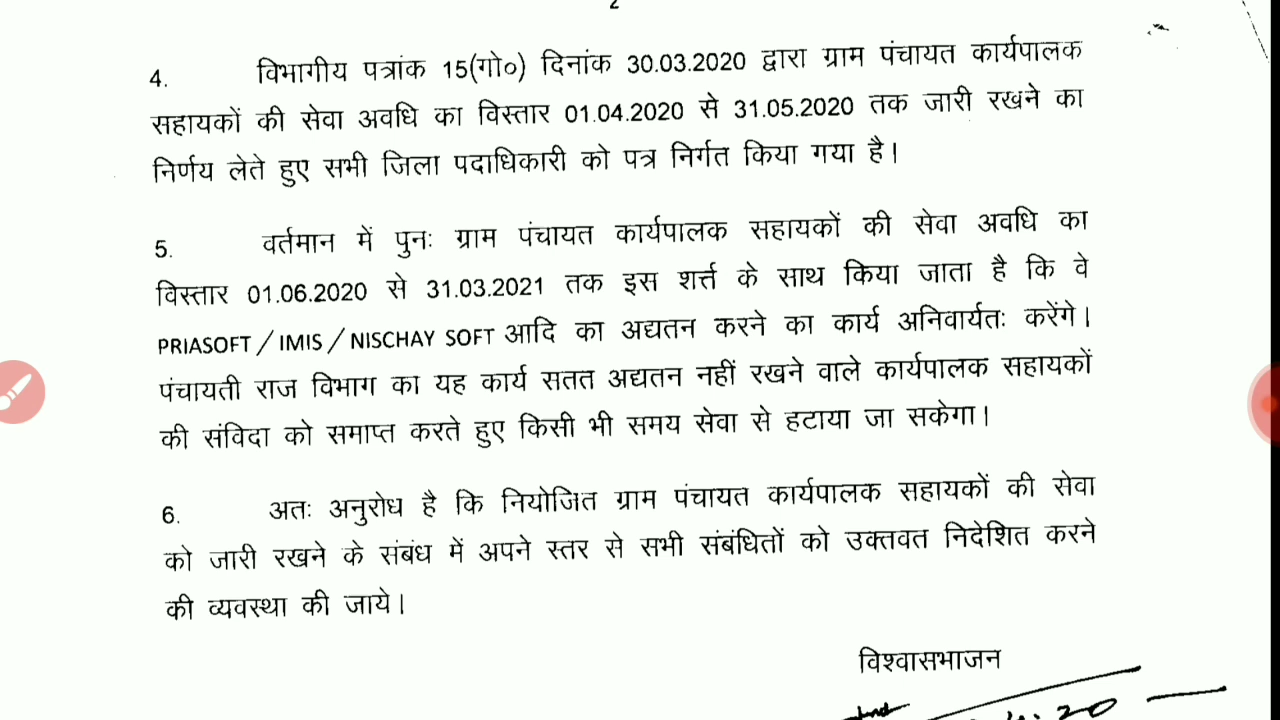 2
4. विभागीय पत्रांक 15(गो०) दिनांक 30.03.2020 द्वारा ग्राम पंचायत कार्यपालक
सहायकों की सेवा अवधि का विस्तार 01.04.2020 से 31.05.2020 तक जारी रखने का
निर्णय लेते हुए सभी जिला पदाधिकारी को पत्र निर्गत किया गया है।
5. वर्तमान में पुनः ग्राम पंचायत कार्यपालक सहायकों की सेवा अवधि का
विस्तार 01.06.2020 से 31.03.2021 तक इस शर्त्त के साथ किया जाता है कि वे
PRIASOFT / IMIS / NISCHAY SOFT आदि का अद्यतन करने का कार्य अनिवार्यतः करेंगे।
पंचायती राज विभाग का यह कार्य सतत अद्यतन नहीं रखने वाले कार्यपालक सहायकों
की संविदा को समाप्त करते हुए किसी भी समय सेवा से हटाया जा सकेगा।
6. अतः अनुरोध है कि नियोजित ग्राम पंचायत कार्यपालक सहायकों की सेवा
को जारी रखने के संबंध में अपने स्तर से सभी संबंधितों को उक्तवत निदेशित करने
की व्यवस्था की जाये।
विश्वासभाजन